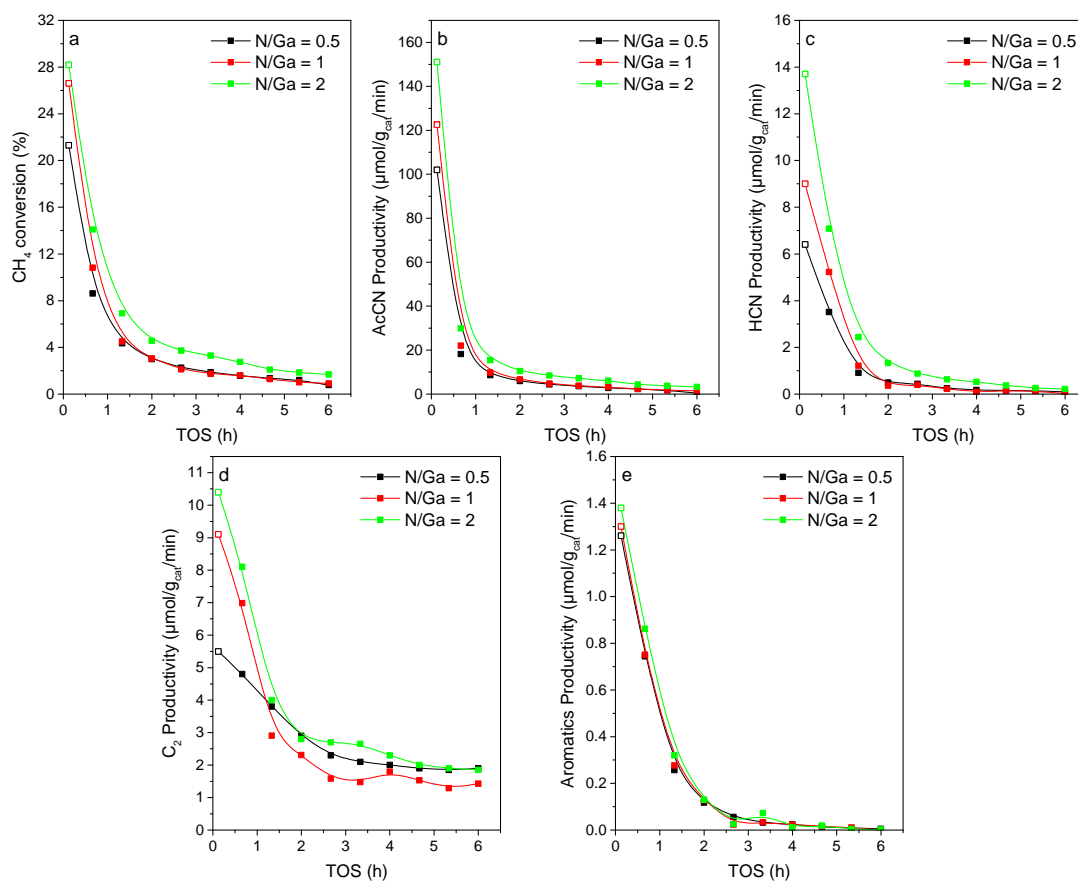 a
N/Ga = 0.5
N/Ga = 1
N/Ga = 2
CH4 conversion (%)
32
28
24
20
16
12
8
4
0
0 1 2 3 4 5 6
TOS (h)
b
N/Ga = 0.5
N/Ga = 1
N/Ga = 2
AcCN Productivity (μmol/gcat/min)
160
140
120
100
80
60
40
20
0
0 1 2 3 4 5 6
TOS (h)
c
N/Ga = 0.5
N/Ga = 1
N/Ga = 2
HCN Productivity (μmol/gcat/min)
16
14
12
10
8
6
4
2
0
0 1 2 3 4 5 6
TOS (h)
d
N/Ga = 0.5
N/Ga = 1
N/Ga = 2
C2 Productivity (μmol/gcat/min)
11
10
9
8
7
6
5
4
3
2
1
0
0 1 2 3 4 5 6
TOS (h)
e
N/Ga = 0.5
N/Ga = 1
N/Ga = 2
Aromatics Productivity (μmol/gcat/min)
1.6
1.4
1.2
1.0
0.8
0.6
0.4
0.2
0.0
0 1 2 3 4 5 6
TOS (h)